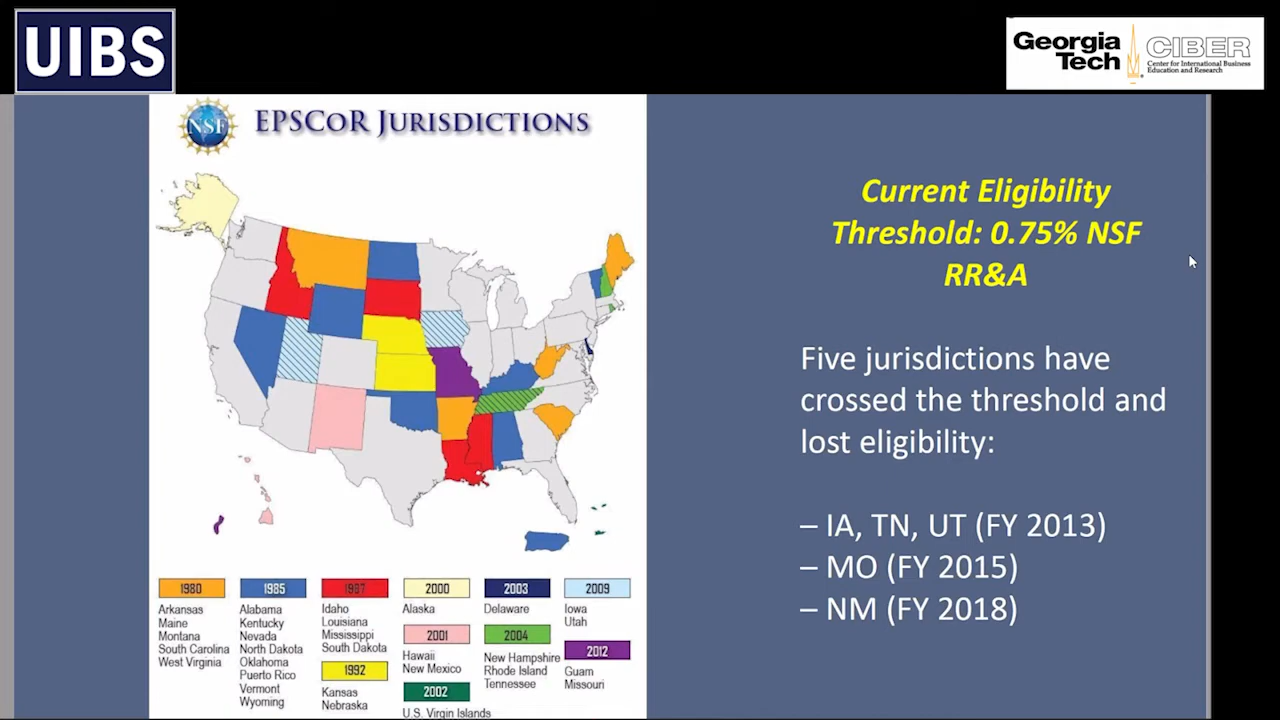 UIBS
Georgia
Tech
CIBER
Center for International Business
Education and Research
NSF
EPSCoR Jurisdictions
Current Eligibility
Threshold: 0.75% NSF
RR&A
Five jurisdictions have
crossed the threshold and
lost eligibility:
– IA, TN, UT (FY 2013)
– MO (FY 2015)
– NM (FY 2018)
1980
Arkansas
Maine
Montana
South Carolina
West Virginia
1985
Alabama
Kentucky
Nevada
North Dakota
Oklahoma
Puerto Rico
Vermont
Wyoming
1987
Idaho
Louisiana
Mississippi
South Dakota
1992
Kansas
Nebraska
2000
Alaska
2001
Hawaii
New Mexico
2002
U.S. Virgin Islands
2003
Delaware
2004
New Hampshire
Rhode Island
Tennessee
2009
Iowa
Utah
2012
Guam
Missouri